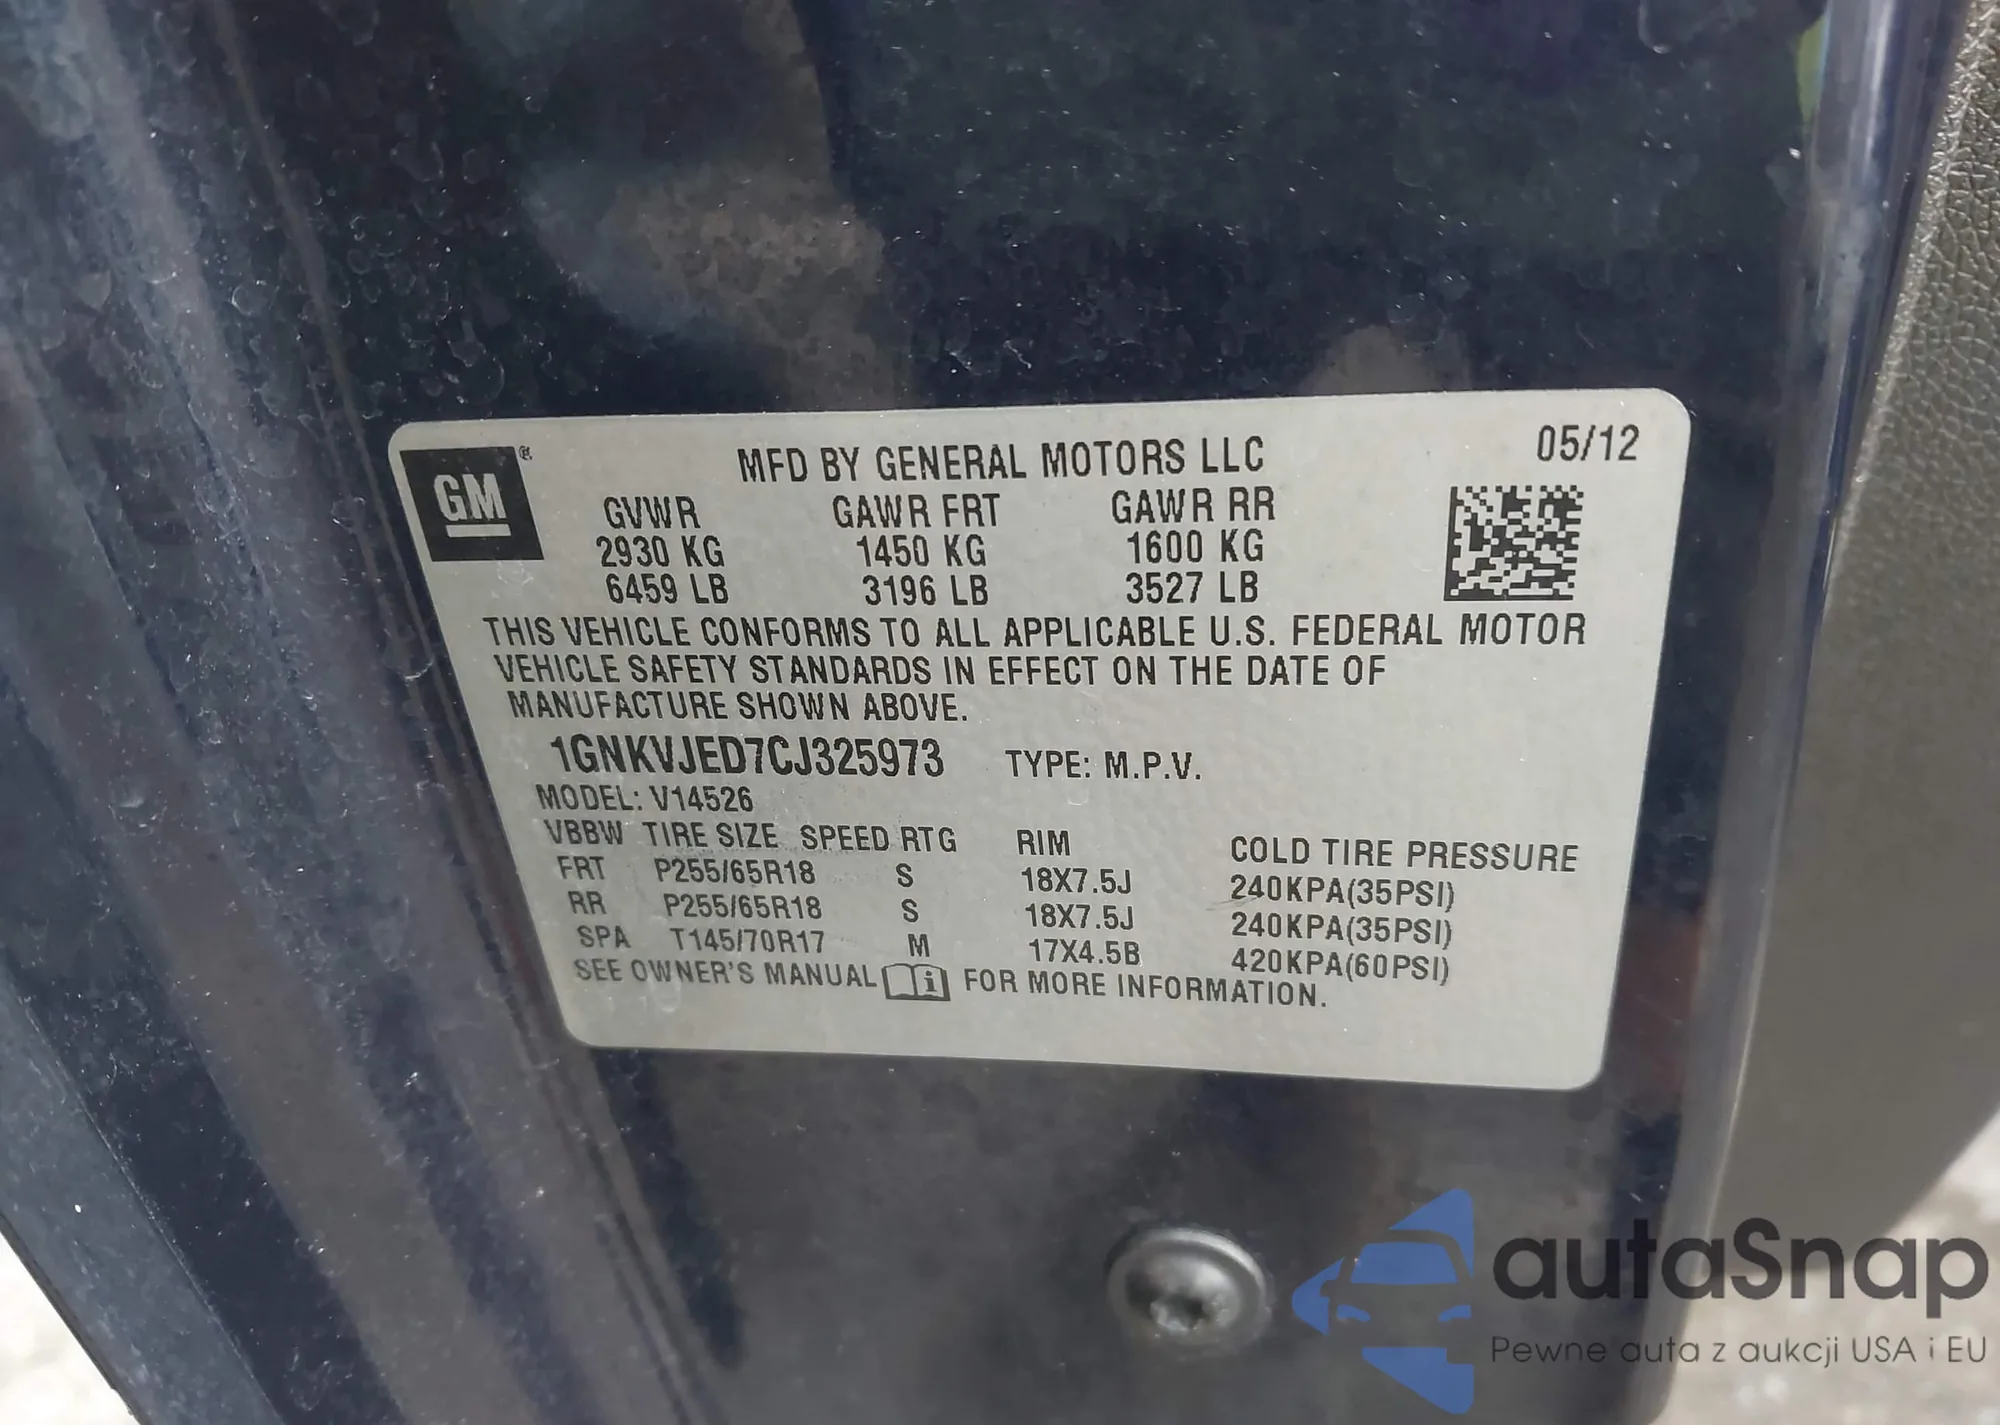 GM ®
MFD BY GENERAL MOTORS LLC 05/12
GVWR GAWR FRT GAWR RR
2930 KG 1450 KG 1600 KG
6459 LB 3196 LB 3527 LB
THIS VEHICLE CONFORMS TO ALL APPLICABLE U.S. FEDERAL MOTOR
VEHICLE SAFETY STANDARDS IN EFFECT ON THE DATE OF
MANUFACTURE SHOWN ABOVE.
1GNKVJED7CJ325973 TYPE: M.P.V.
MODEL: V14526
VBBW TIRE SIZE SPEED RTG RIM COLD TIRE PRESSURE
FRT P255/65R18 S 18X7.5J 240KPA(35PSI)
RR P255/65R18 S 18X7.5J 240KPA(35PSI)
SPA T145/70R17 M 17X4.5B 420KPA(60PSI)
SEE OWNER'S MANUAL i FOR MORE INFORMATION.
autaSnap
Pewne auta z aukcji USA i EU